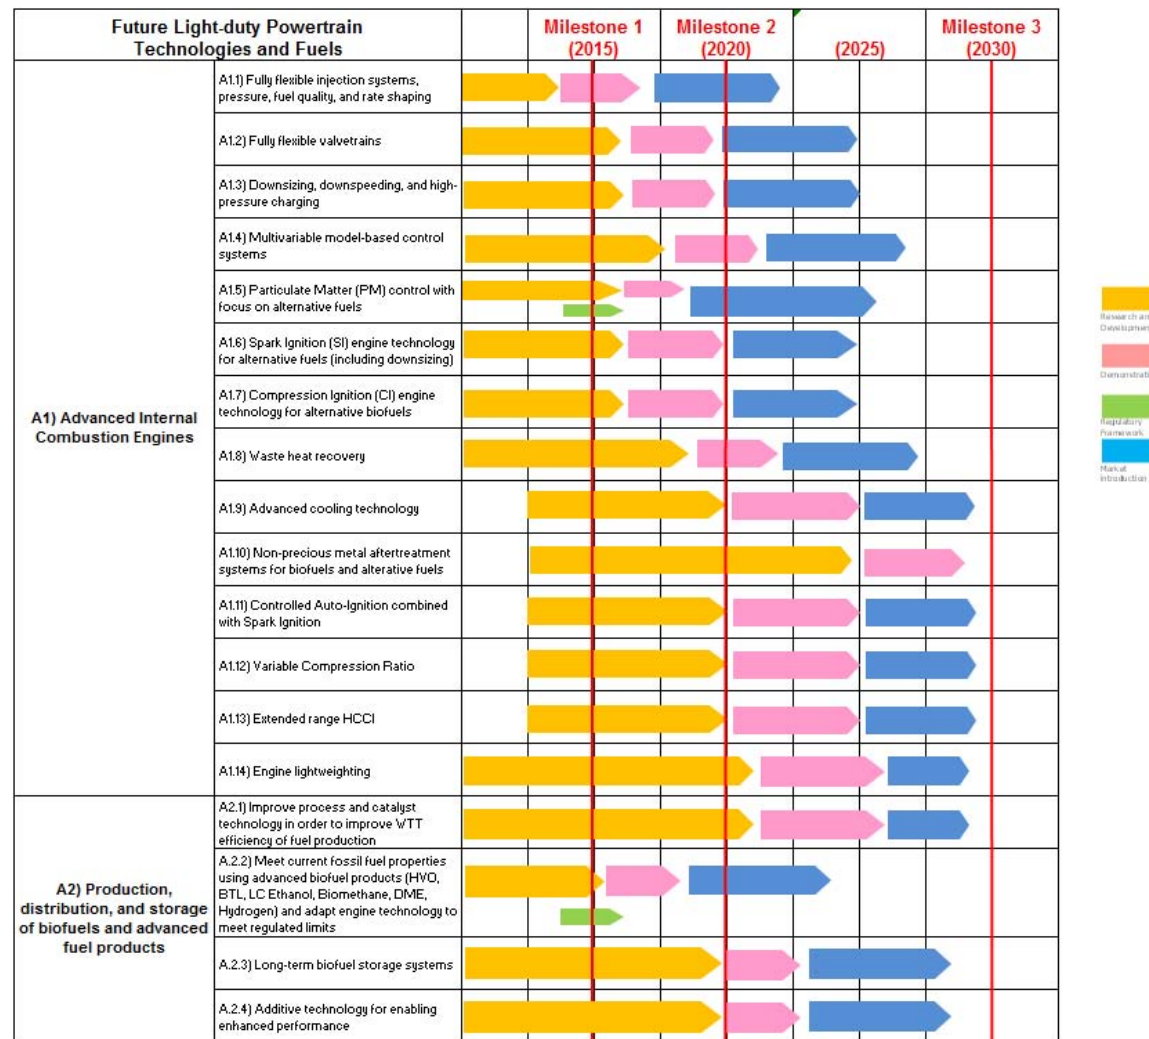 Future Light-duty Powertrain
Technologies and Fuels
Milestone 1
(2015)
Milestone 2
(2020)
(2025)
Milestone 3
(2030)
A1) Advanced Internal
Combustion Engines
A1.1) Fully flexible injection systems,
pressure, fuel quality, and rate shaping
A1.2) Fully flexible valvetrains
A1.3) Downsizing, downspeeding, and high-
pressure charging
A1.4) Multivariable model-based control
systems
A1.5) Particulate Matter (PM) control with
focus on alternative fuels
A1.6) Spark Ignition (SI) engine technology
for alternative fuels (including downsizing)
A1.7) Compression Ignition (CI) engine
technology for alternative biofuels
A1.8) Waste heat recovery
A1.9) Advanced cooling technology
A1.10) Non-precious metal aftertreatment
systems for biofuels and alterative fuels
A1.11) Controlled Auto-Ignition combined
with Spark Ignition
A1.12) Variable Compression Ratio
A1.13) Extended range HCCI
A1.14) Engine lightweighting
A2) Production,
distribution, and storage
of biofuels and advanced
fuel products
A2.1) Improve process and catalyst
technology in order to improve WTT
efficiency of fuel production
A.2.2) Meet current fossil fuel properties
using advanced biofuel products (HVO,
BTL, LC Ethanol, Biomethane, DME,
Hydrogen) and adapt engine technology to
meet regulated limits
A.2.3) Long-term biofuel storage systems
A.2.4) Additive technology for enabling
enhanced performance
Research an
Developmen
Demonstrati
Regulatory
Framework
Market
Introduction